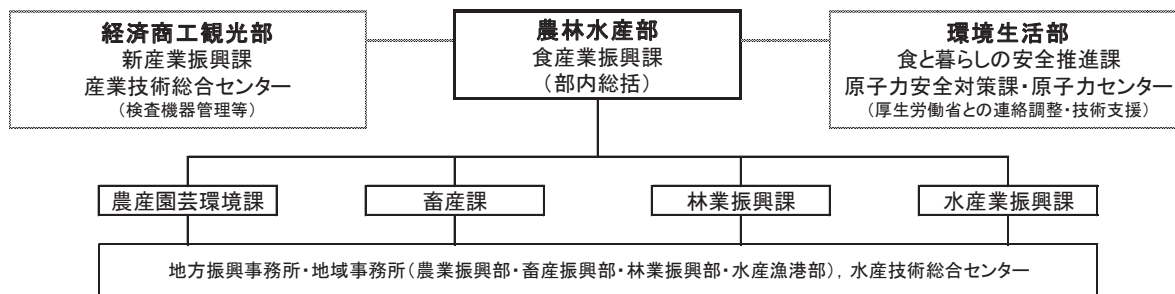 経済商工観光部
新産業振興課
産業技術総合センター
（検査機器管理等）
農林水産部
食産業振興課
（部内総括）
環境生活部
食と暮らしの安全推進課
原子力安全対策課・原子力センター
（厚生労働省との連絡調整・技術支援）
農産園芸環境課
畜産課
林業振興課
水産業振興課
地方振興事務所・地域事務所（農業振興部・畜産振興部・林業振興部・水産漁港部），水産技術総合センター